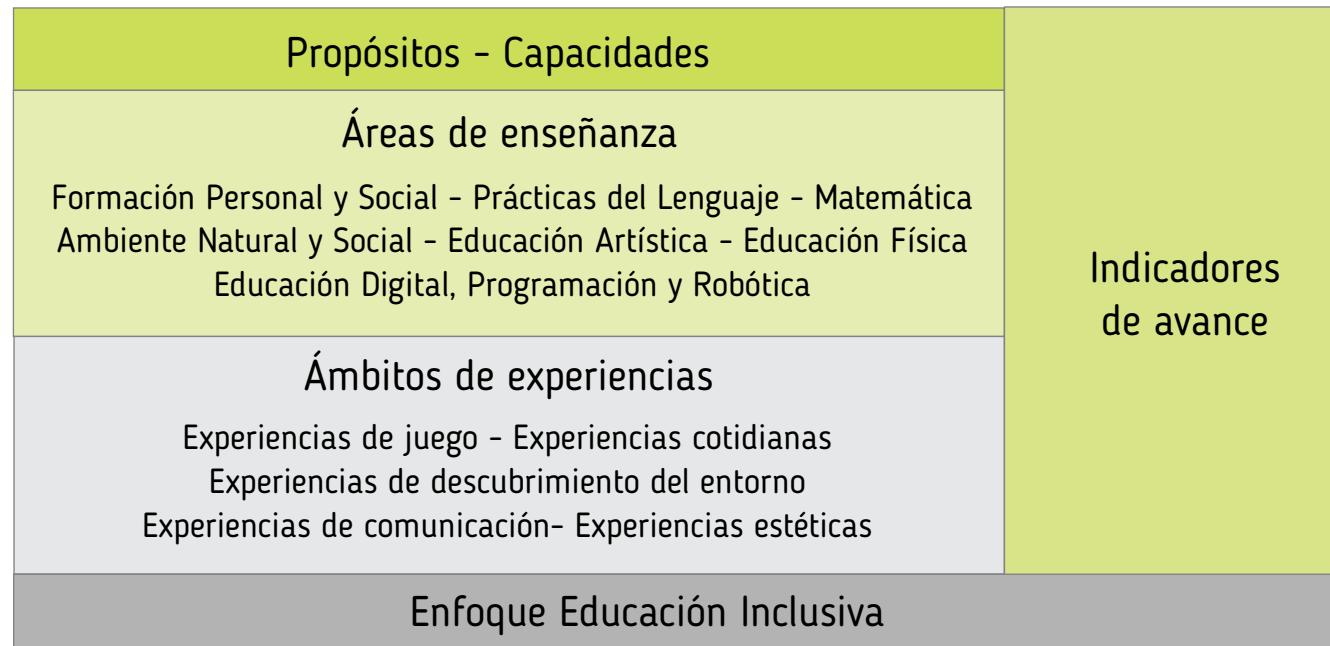 Propósitos - Capacidades
Áreas de enseñanza
Formación Personal y Social - Prácticas del Lenguaje - Matemática
Ambiente Natural y Social - Educación Artística - Educación Física
Educación Digital, Programación y Robótica
Ámbitos de experiencias
Experiencias de juego - Experiencias cotidianas
Experiencias de descubrimiento del entorno
Experiencias de comunicación- Experiencias estéticas
Indicadores
de avance
Enfoque Educación Inclusiva